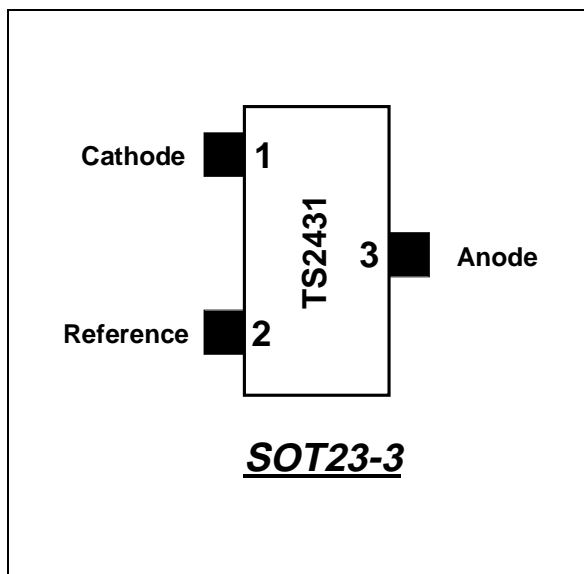 Cathode
1
TS2431
3
Anode
Reference
2
SOT23-3